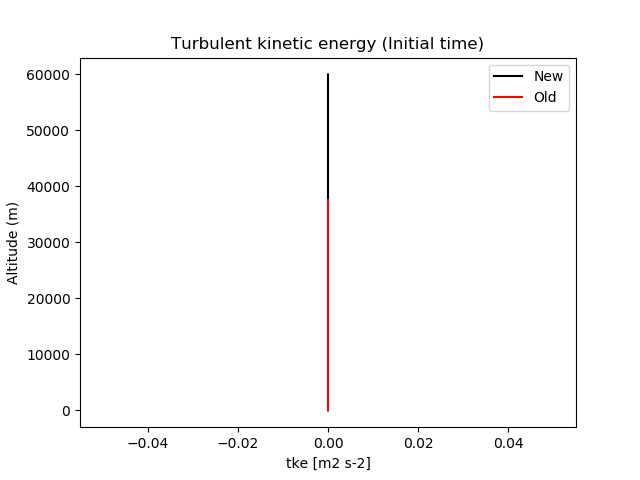 Turbulent kinetic energy (Initial time)
New
Old
60000
50000
40000
30000
20000
10000
0
Altitude (m)
−0.04
−0.02
0.00
0.02
0.04
tke [m2 s-2]